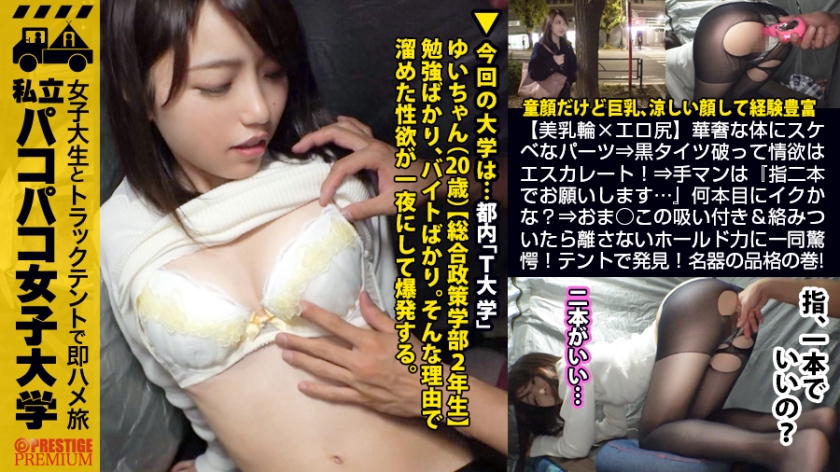 女子大生とトラックテントで即ハメ旅
私立パコパコ女子大学
PRESTIGE
PREMIUM
▼今回の大学は…都内「T大学」
ゆいちゃん(20歳)【総合政策学部2年生】
勉強ばかり、バイトばかり。そんな理由で
溜めた性欲が一夜にして爆発する。
童顔だけど巨乳、涼しい顔して経験豊富
【美乳輪×エロ尻】華奢な体にスケ
ベなパーツ⇒黒タイツ破って情欲は
エスカレート!⇒手マンは『指二本
でお願いします…』何本目にイクか
な?⇒おま○この吸い付き&絡みつ
いたら離さないホールド力に一同驚
愕!テントで発見!名器の品格の巻!
指、一本で
いいの?
二本がいい…